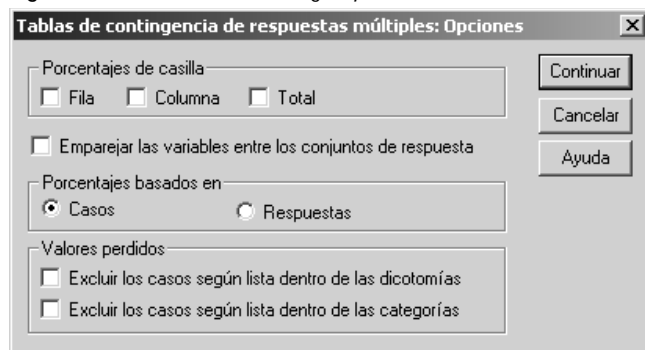 Tablas de contingencia de respuestas múltiples: Opciones
Porcentajes de casilla
Fila Columna Total
Emparejar las variables entre los conjuntos de respuesta
Porcentajes basados en
Casos Respuestas
Valores perdidos
Excluir los casos según lista dentro de las dicotomías
Excluir los casos según lista dentro de las categorías
Continuar
Cancelar
Ayuda